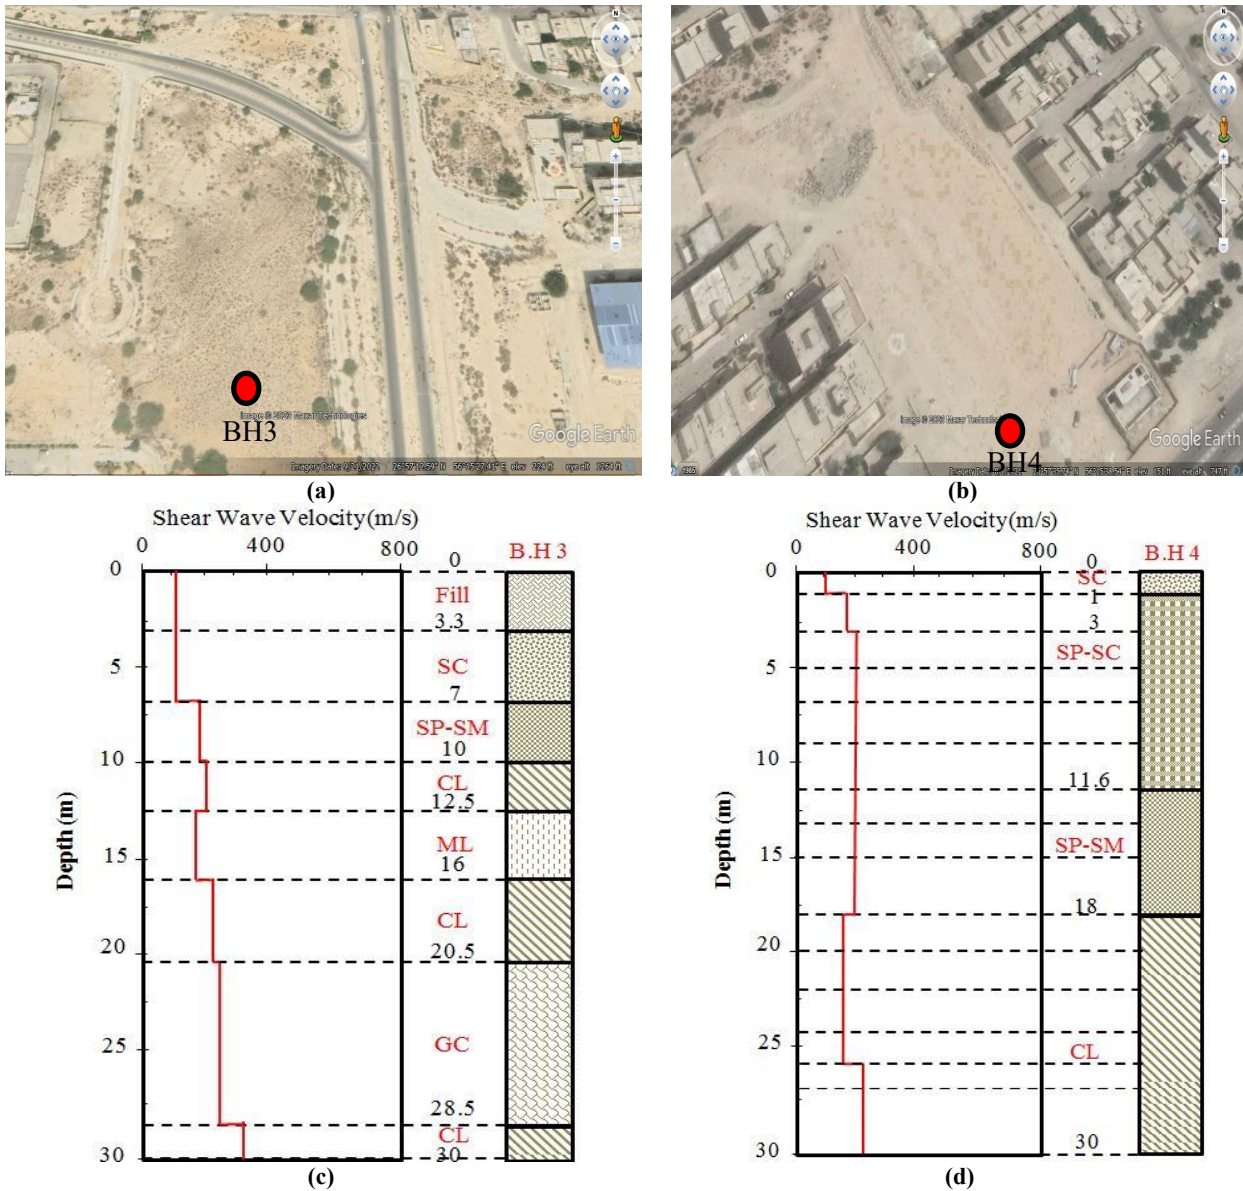 N
N
BH3
Google Earth
BH4
Google Earth
1985
(a)
(b)
Shear Wave Velocity(m/s)
0
400
800
0
B.H 3
0
5
10
15
20
25
30
Depth (m)
Fill
3.3
SC
7
SP-SM
10
CL
12.5
ML
16
CL
20.5
GC
28.5
CL
30
(c)
Shear Wave Velocity(m/s)
0
400
800
0
B.H 4
0
5
10
15
20
25
30
Depth (m)
SC
1
3
SP-SC
11.6
SP-SM
18
CL
30
(d)